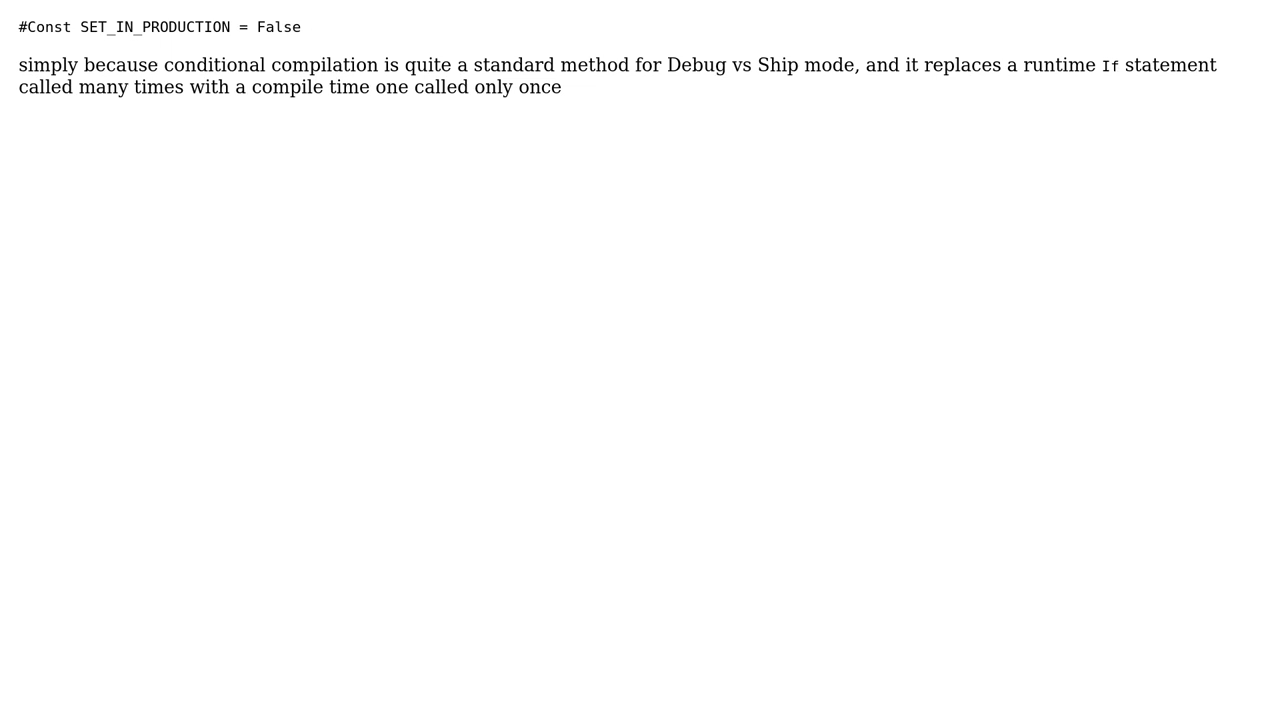 #Const SET_IN_PRODUCTION = False
simply because conditional compilation is quite a standard method for Debug vs Ship mode, and it replaces a runtime If statement
called many times with a compile time one called only once